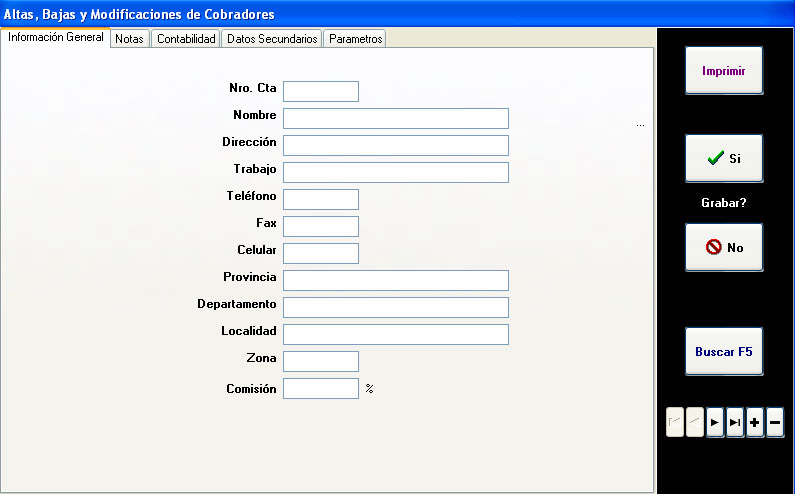 Altas, Bajas y Modificaciones de Cobradores
Información General
Notas
Contabilidad
Datos Secundarios
Parametros
Nro. Cta
Nombre
...
Dirección
Trabajo
Teléfono
Fax
Celular
Provincia
Departamento
Localidad
Zona
Comisión
%
Imprimir
Si
Grabar?
No
Buscar F5